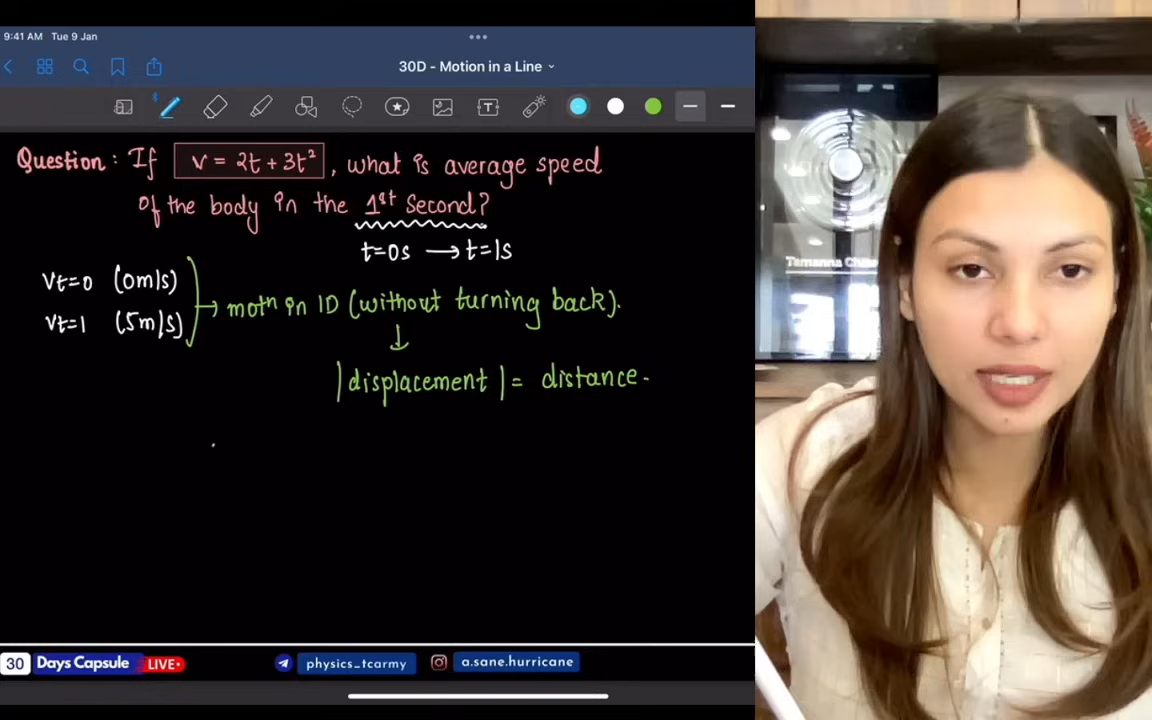 9:41 AM Tue 9 Jan
30D - Motion in a Line
Question: If v = 2t + 3t², what is average speed
of the body in the 1st Second?
t=0s → t=1s
Vt=0 (0m/s)
Vt=1 (5m/s)
→ motn in 1D (without turning back).
↓
|displacement| = distance.
Tamanna
30 Days Capsule LIVE
physics_tcarmy
a.sane.hurricane